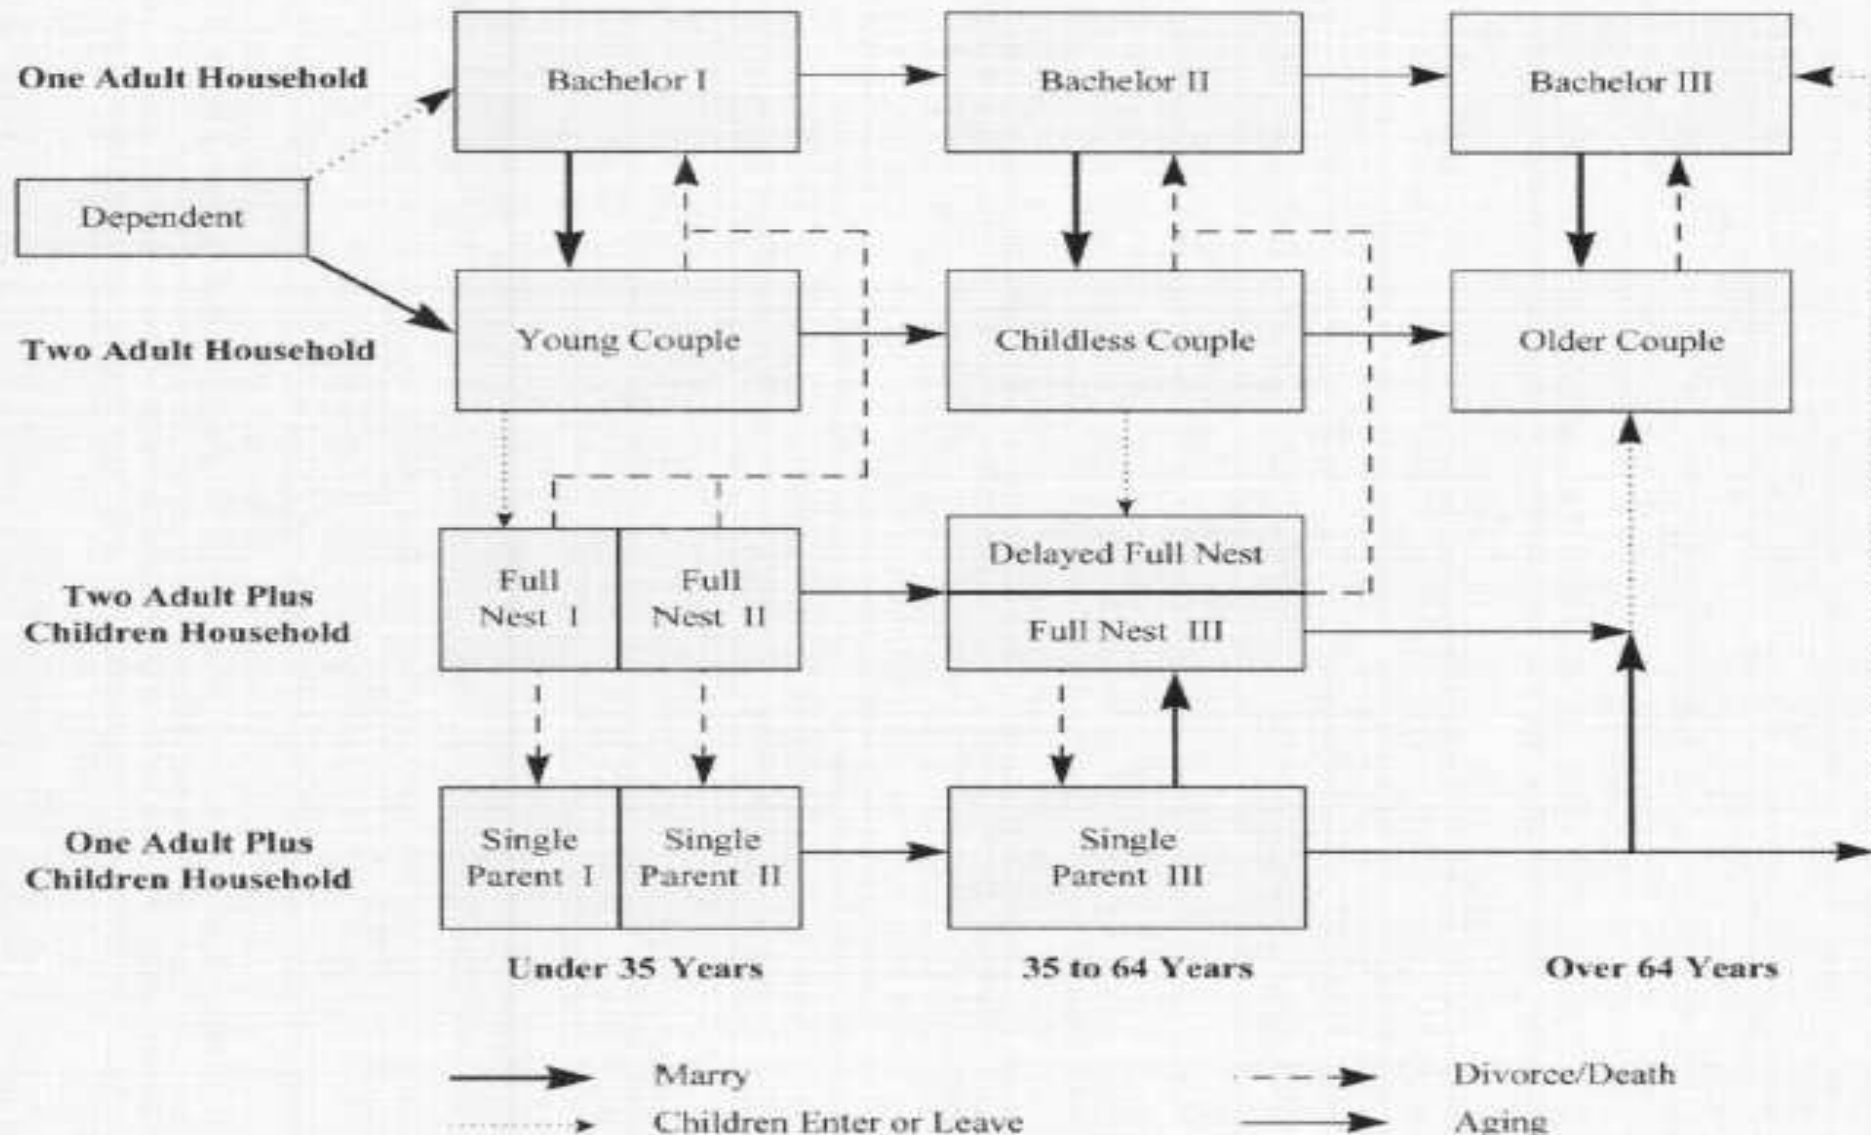 One Adult Household
Bachelor I
Bachelor II
Bachelor III
Dependent
Two Adult Household
Young Couple
Childless Couple
Older Couple
Two Adult Plus
Children Household
Full
Nest I
Full
Nest II
Delayed Full Nest
Full Nest III
One Adult Plus
Children Household
Single
Parent I
Single
Parent II
Single
Parent III
Under 35 Years
35 to 64 Years
Over 64 Years
Marry
Divorce/Death
Children Enter or Leave
Aging